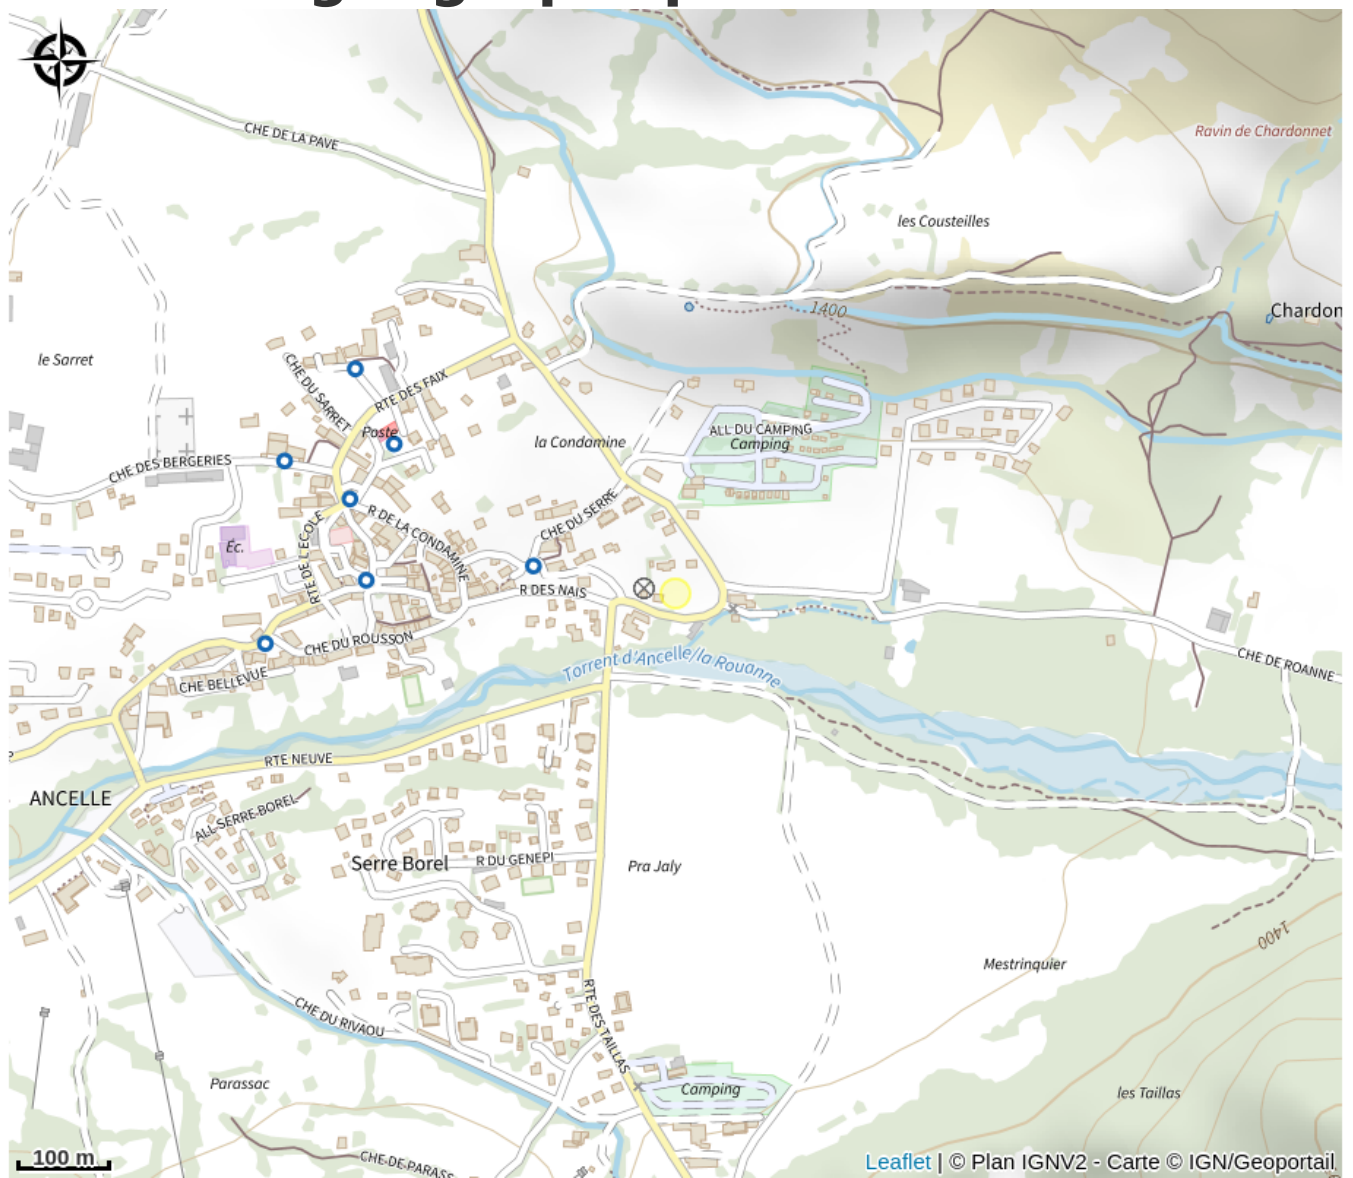 CHE DE LA PAVE
Ravin de Chardonnet
les Cousteilles
1400
Chardon
le Sarret
CHE DU SARRET
RTE DES FAIX
Poste
la Condamine
ALL DU CAMPING
Camping
CHE DES BERGERIES
CHE DU SERRE
R DE LA CONDAMINE
RTE DE L'ECOLE
Éc.
R DES NAIS
CHE DU ROUSSON
CHE BELLEVUE
Torrent d'Ancelle/la Rouanne
CHE DE ROANNE
RTE NEUVE
ANCELLE
ALL SERRE BOREL
Serre Borel
R DU GENEPI
Pra Jaly
1400
Mestrinquier
RTE DES TAILLAS
CHE DU RIVAOU
Parassac
Camping
les Taillas
CHE DE PARASS
100 m
Leaflet | © Plan IGNV2 - Carte © IGN/Geoportail